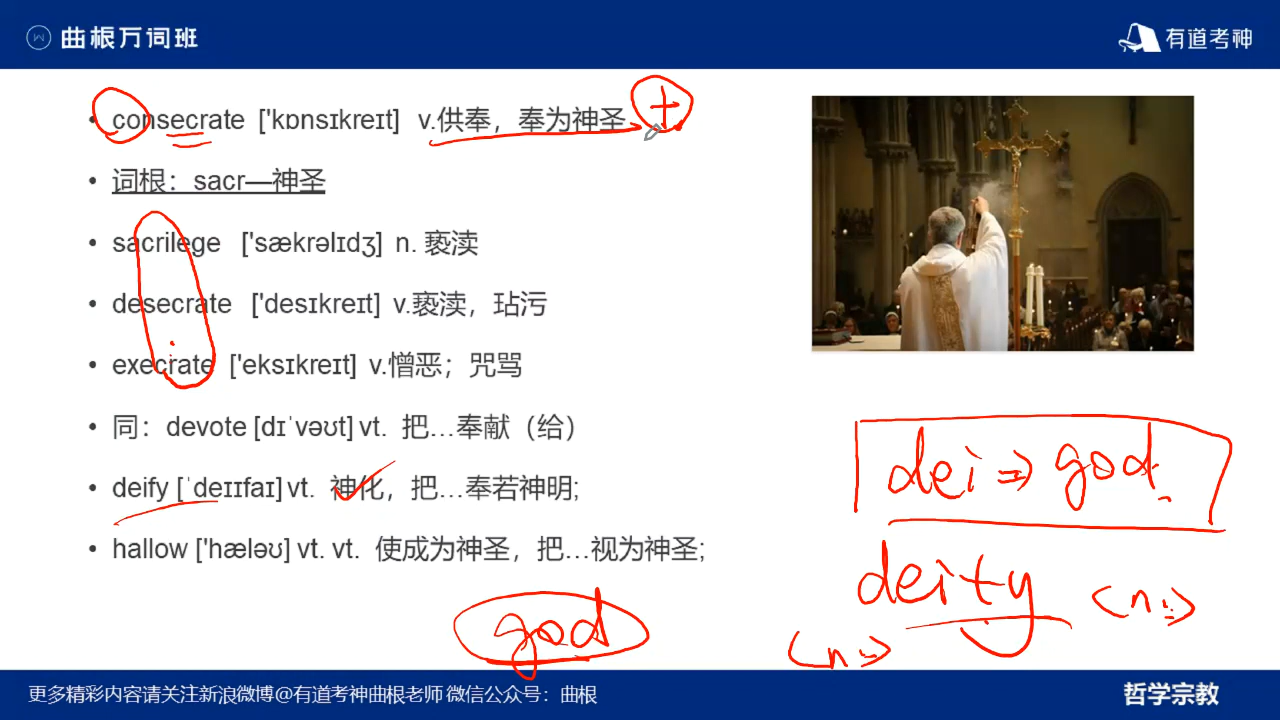 曲根万词班
有道考神
• consecrate ['kɒnsɪkreɪt] v.供奉，奉为神圣 +
• 词根：sacr—神圣
• sacrilege ['sækrəlɪdʒ] n. 亵渎
• desecrate ['desɪkreɪt] v.亵渎，玷污
• execrate ['eksɪkreɪt] v.憎恶；咒骂
• 同：devote [dɪˈvəʊt] vt. 把…奉献（给）
• deify [ˈdeɪɪfaɪ] vt. 神化，把…奉若神明;
• hallow ['hæləʊ] vt. vt. 使成为神圣，把…视为神圣;
dei ⇒ god
deity (n.)
god (n.)
更多精彩内容请关注新浪微博@有道考神曲根老师 微信公众号：曲根
哲学宗教